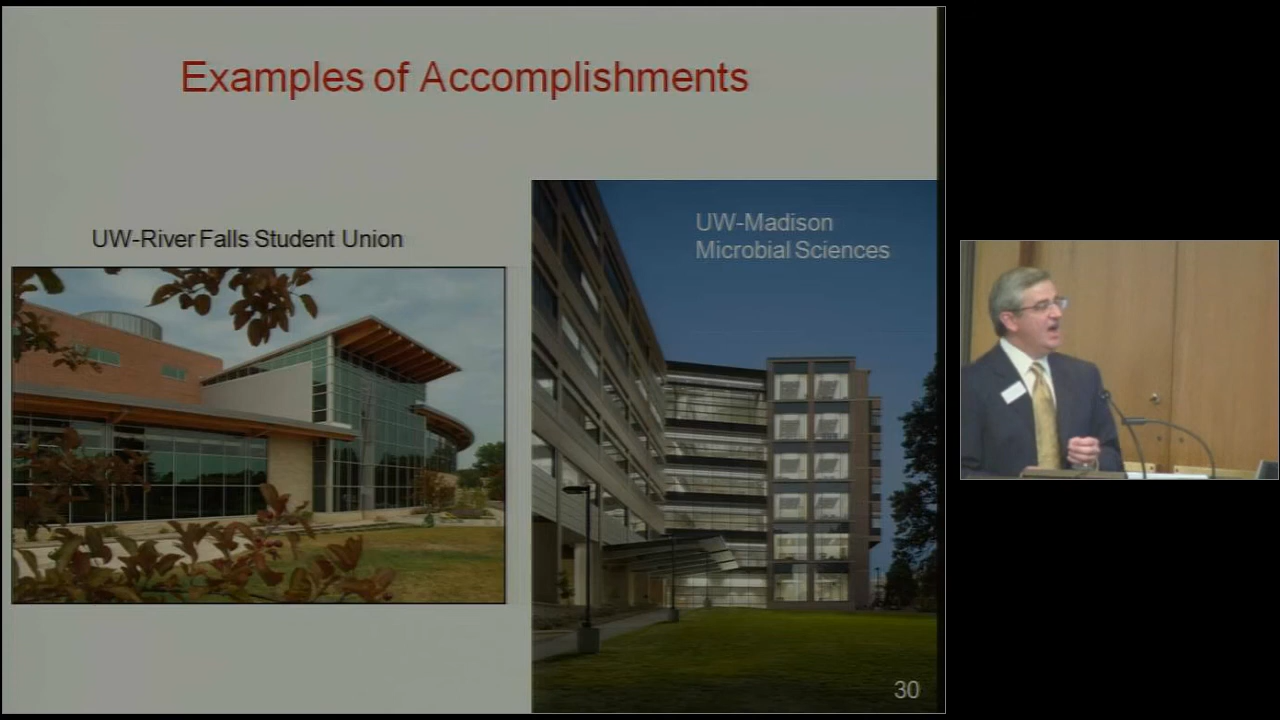 Examples of Accomplishments
UW-River Falls Student Union
UW-Madison
Microbial Sciences
30